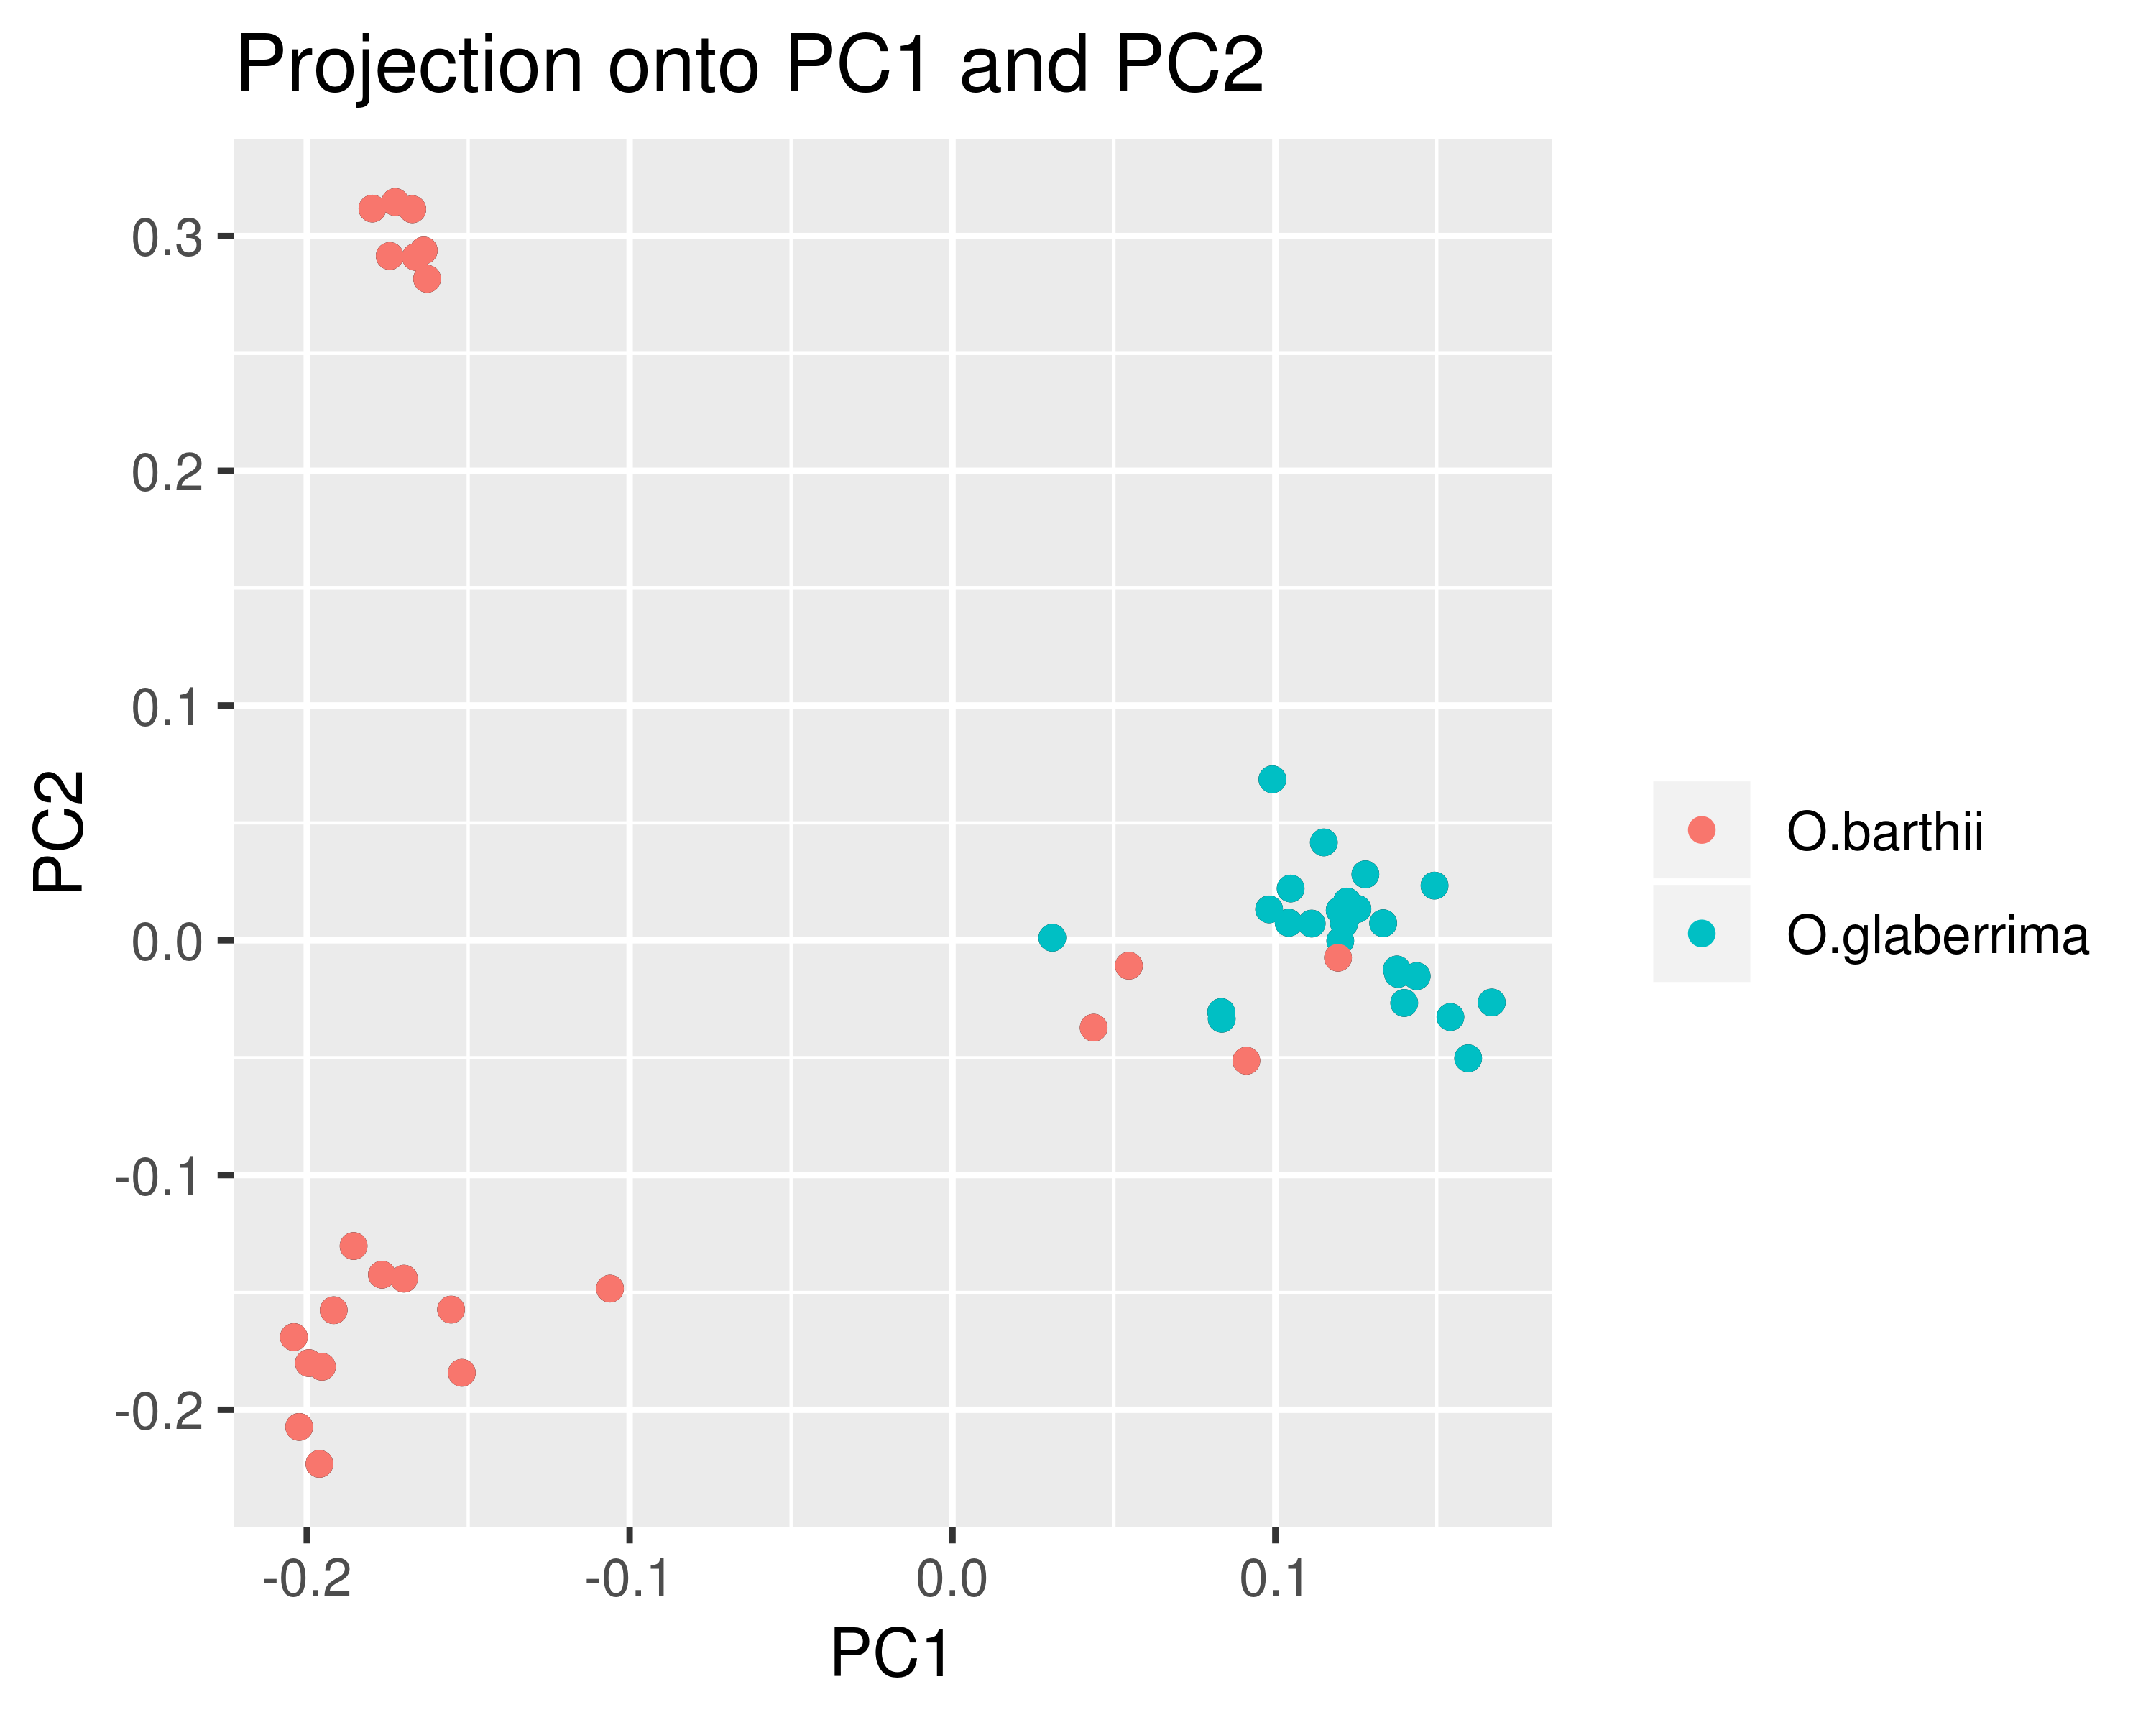 Projection onto PC1 and PC2
0.3
0.2
0.1
0.0
-0.1
-0.2
PC2
-0.2 -0.1 0.0 0.1
PC1
O.barthii
O.glaberrima